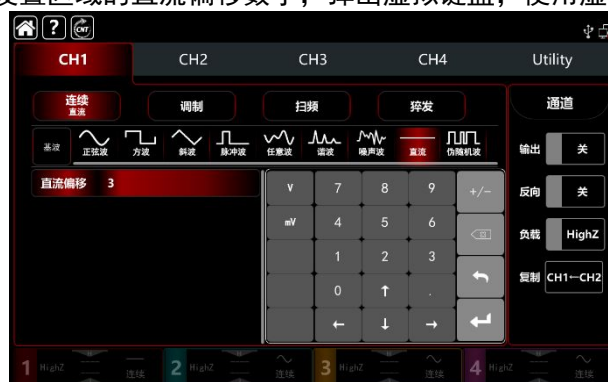 设置区域的直流偏移数字，弹出虚拟键盘，使用虚
? CNT
CH1 CH2 CH3 CH4 Utility
连续 调制 扫频 猝发 通道
直流
基波 正弦波 方波 斜波 脉冲波 任意波 谐波 噪声波 直流 伪随机波
输出 关
直流偏移 3
V 7 8 9 +/-
反向 关
mV 4 5 6
负载 HighZ
1 2 3
复制 CH1←CH2
0 ↑ .
← ↓ →
1 HighZ 连续 2 HighZ 连续 3 HighZ 连续 4 HighZ 连续